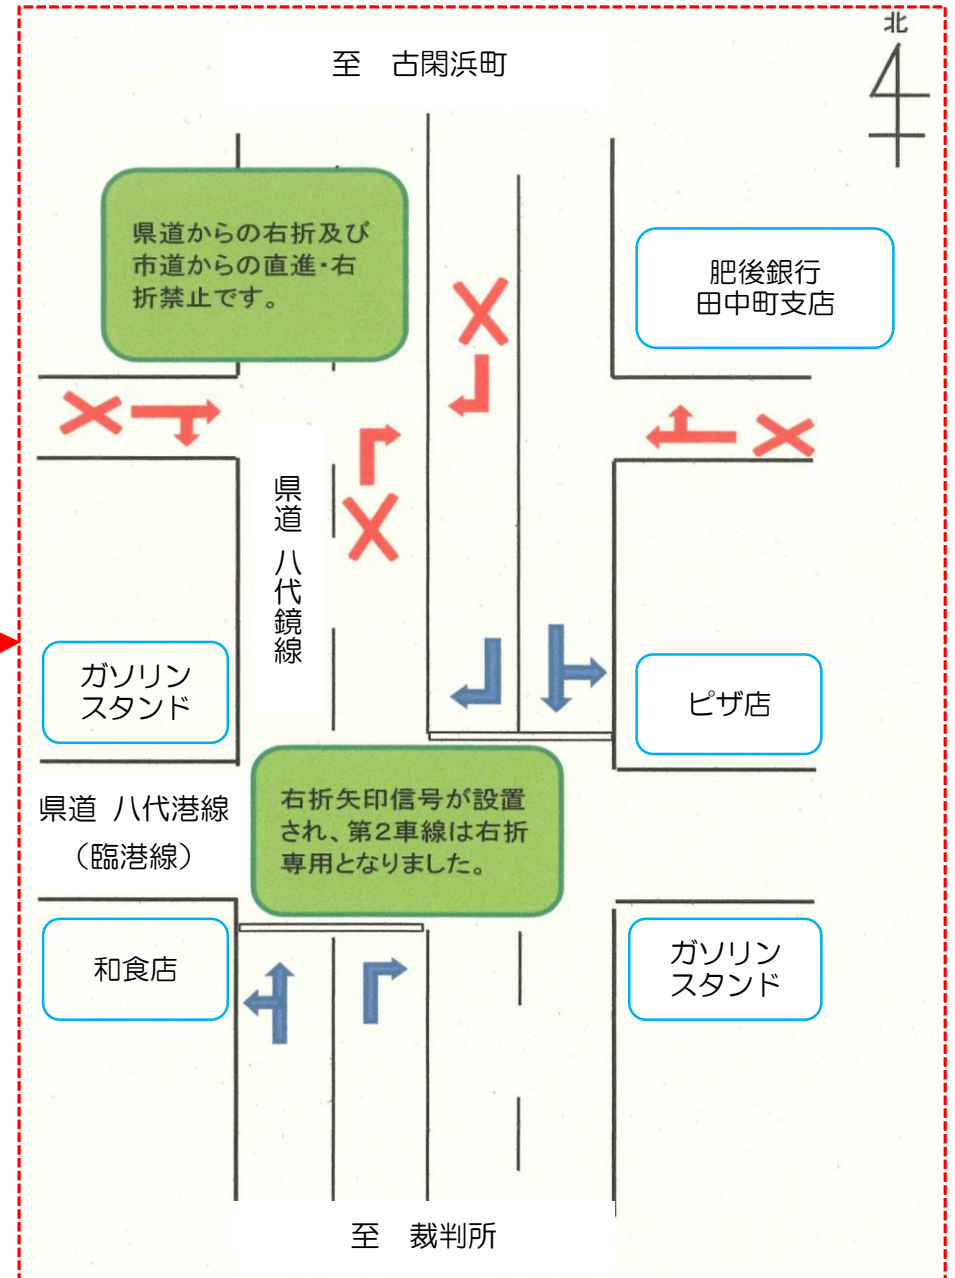 北
至　古閑浜町
県道からの右折及び
市道からの直進・右
折禁止です。
肥後銀行
田中町支店
県道 八代鏡線
ガソリン
スタンド
ピザ店
県道 八代港線
（臨港線）
右折矢印信号が設置
され、第２車線は右折
専用となりました。
和食店
ガソリン
スタンド
至　裁判所